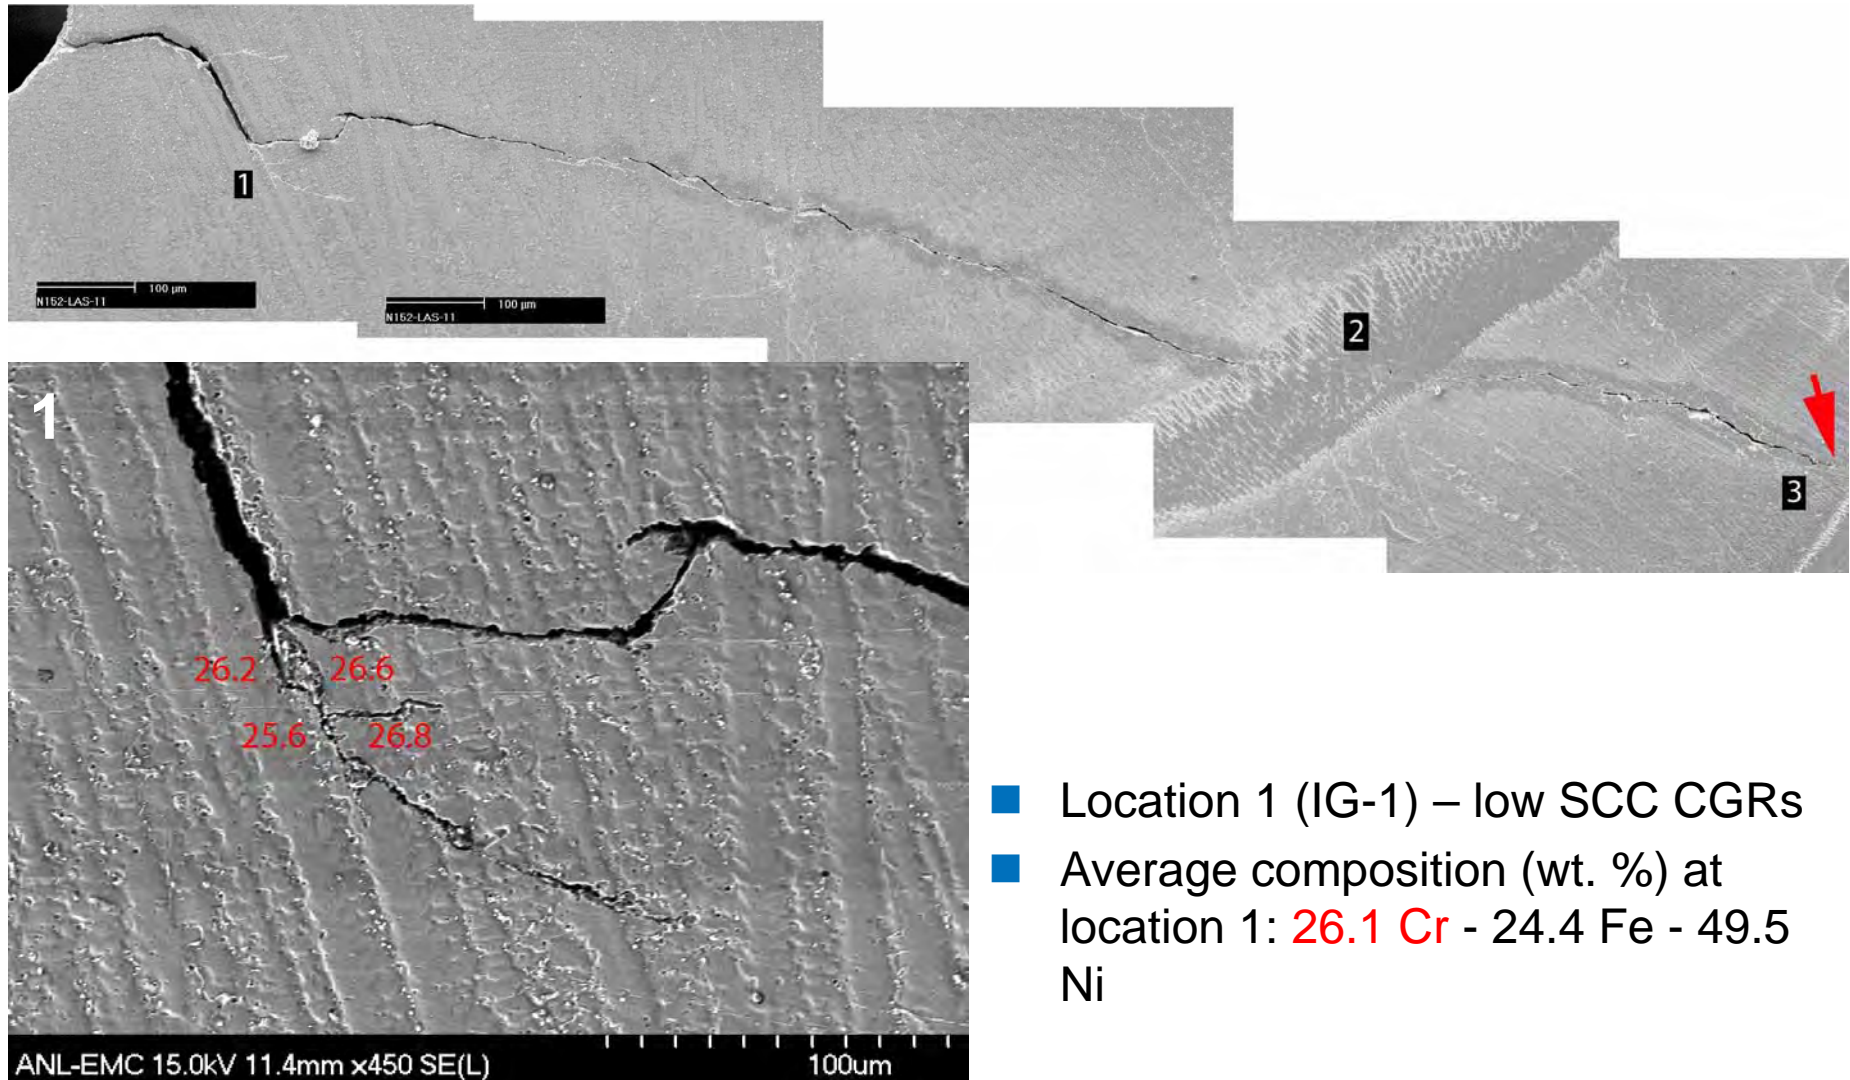 1
2
3
100 µm
N152-LAS-11
100 µm
N152-LAS-11
1
26.2 26.6
25.6 26.8
ANL-EMC 15.0kV 11.4mm x450 SE(L) 100um
Location 1 (IG-1) – low SCC CGRs
Average composition (wt. %) at
location 1: 26.1 Cr - 24.4 Fe - 49.5
Ni